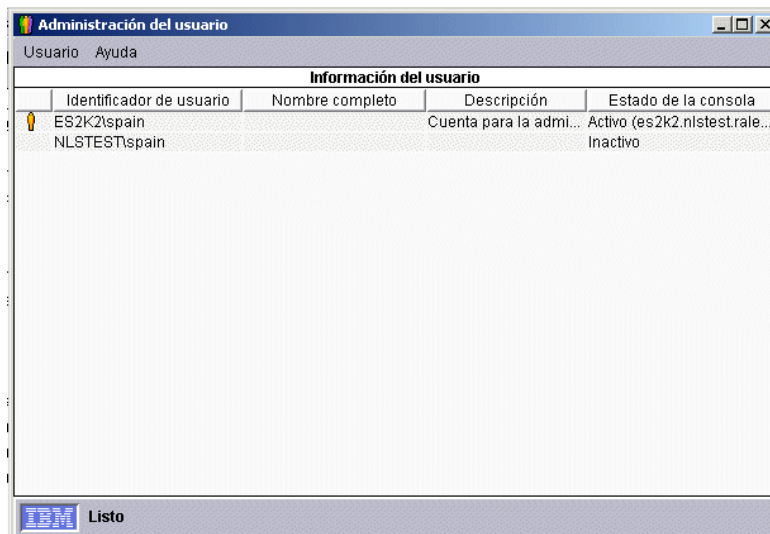 Administración del usuario
Usuario Ayuda
Información del usuario
Identificador de usuario Nombre completo Descripción Estado de la consola
ES2K2\spain Cuenta para la admi... Activo (es2k2.nlstest.rale...
NLSTEST\spain Inactivo
IBM Listo